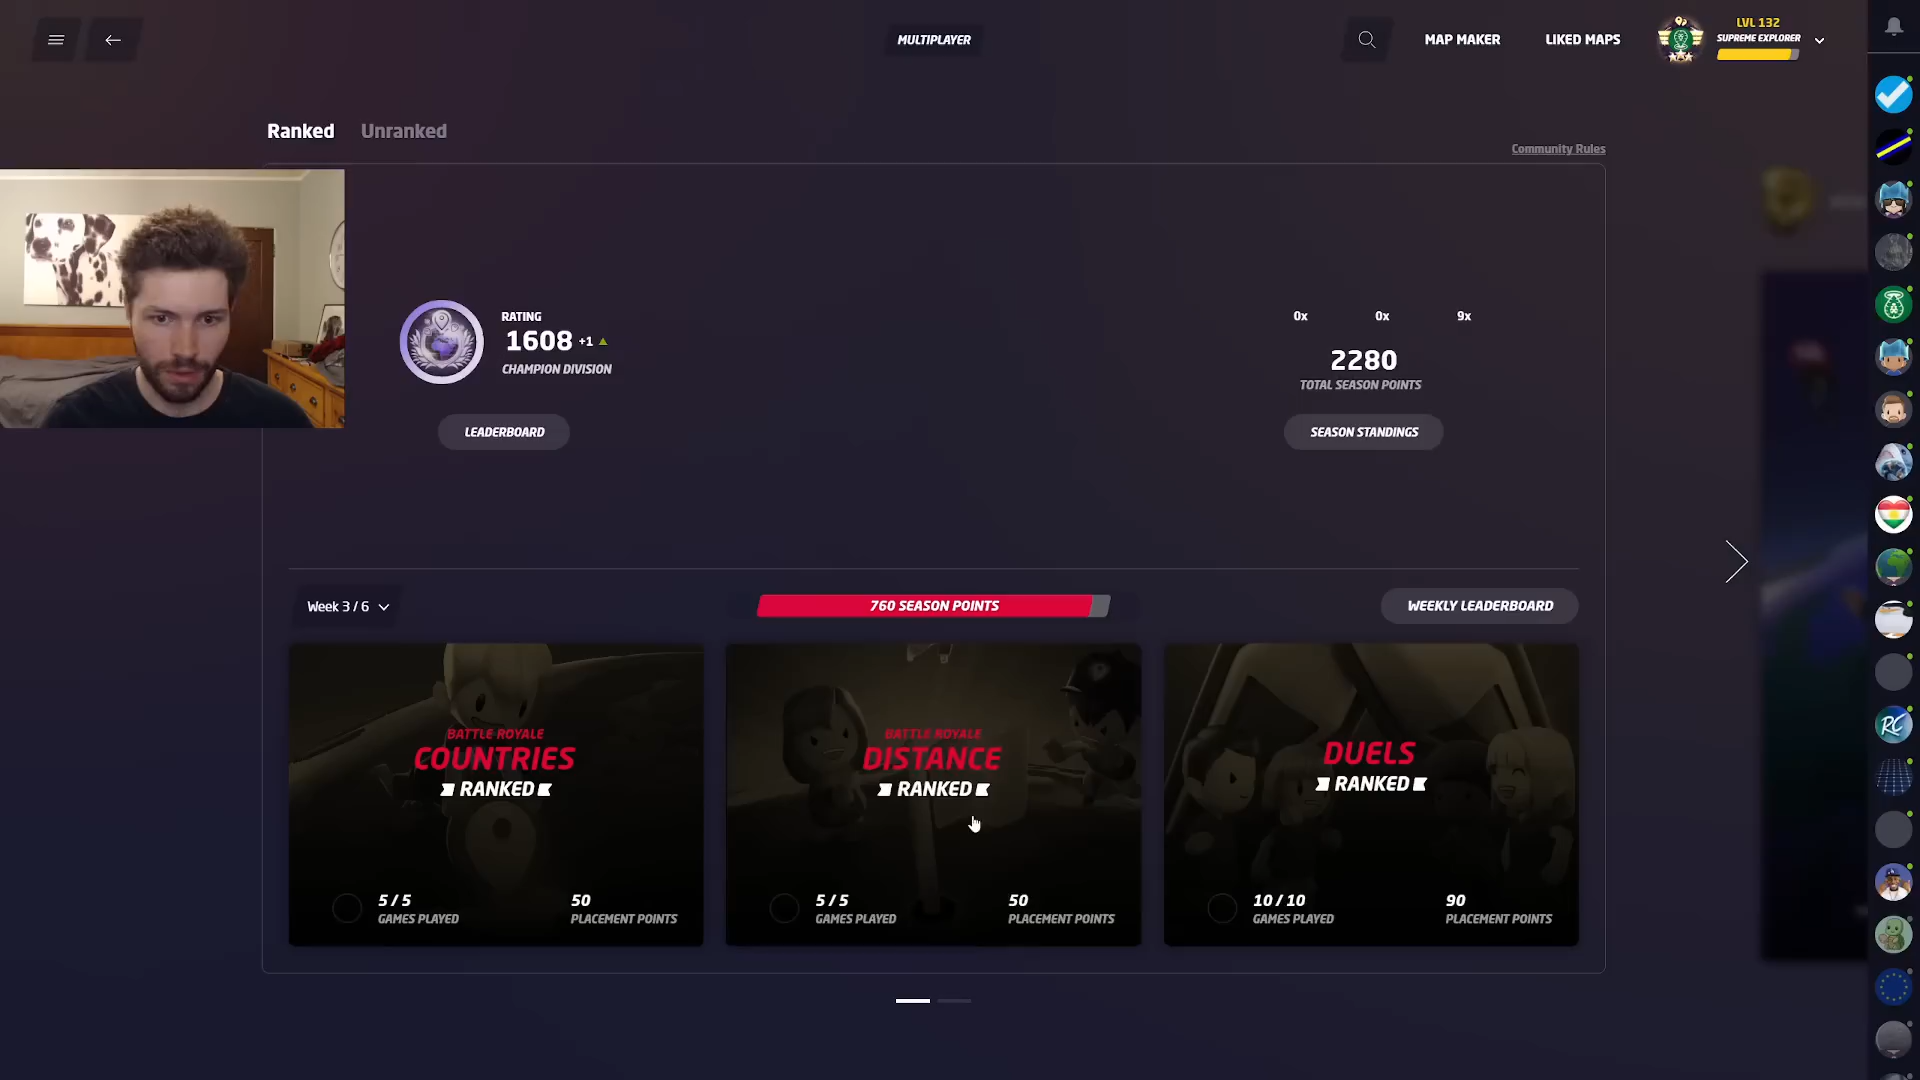 MULTIPLAYER
MAP MAKER
LIKED MAPS
LVL 132
SUPREME EXPLORER
Ranked
Unranked
Community Rules
RATING
1608 +1
CHAMPION DIVISION
LEADERBOARD
0x 0x 9x
2280
TOTAL SEASON POINTS
SEASON STANDINGS
Week 3 / 6
760 SEASON POINTS
WEEKLY LEADERBOARD
BATTLE ROYALE
COUNTRIES
RANKED
5 / 5
GAMES PLAYED
50
PLACEMENT POINTS
BATTLE ROYALE
DISTANCE
RANKED
5 / 5
GAMES PLAYED
50
PLACEMENT POINTS
DUELS
RANKED
10 / 10
GAMES PLAYED
90
PLACEMENT POINTS
RC